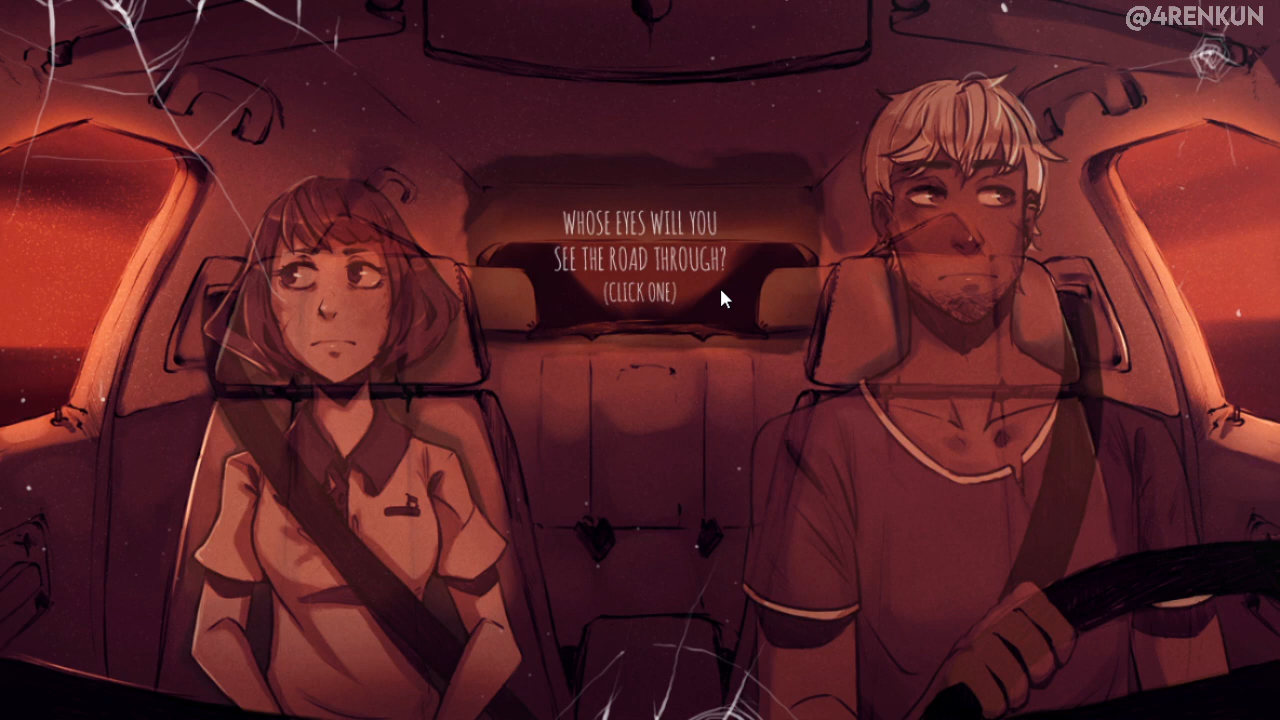 @4RENKUN
WHOSE EYES WILL YOU
SEE THE ROAD THROUGH?
(CLICK ONE)